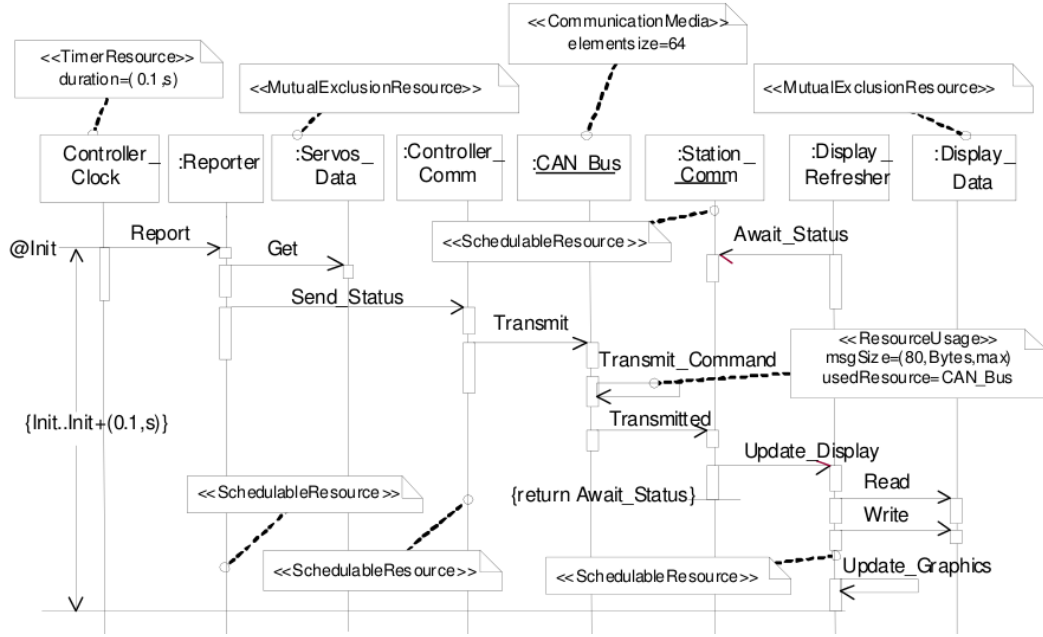 <<CommunicationMedia>>
elementsize=64
<<TimerResource>>
duration=( 0.1,s)
<<MutualExclusionResource>>
<<MutualExclusionResource>>
Controller_
Clock
:Reporter
:Servos_
Data
:Controller_
Comm
:CAN_Bus
:Station_
Comm
:Display_
Refresher
:Display_
Data
@Init
Report
Get
<<SchedulableResource>>
Await_Status
Send_Status
Transmit
<<ResourceUsage>>
msgSize=(80,Bytes,max)
usedResource=CAN_Bus
Transmit_Command
{Init..Init+(0.1,s)}
Transmitted
Update_Display
Read
<<SchedulableResource>>
{return Await_Status}
Write
<<SchedulableResource>>
<<SchedulableResource>>
Update_Graphics